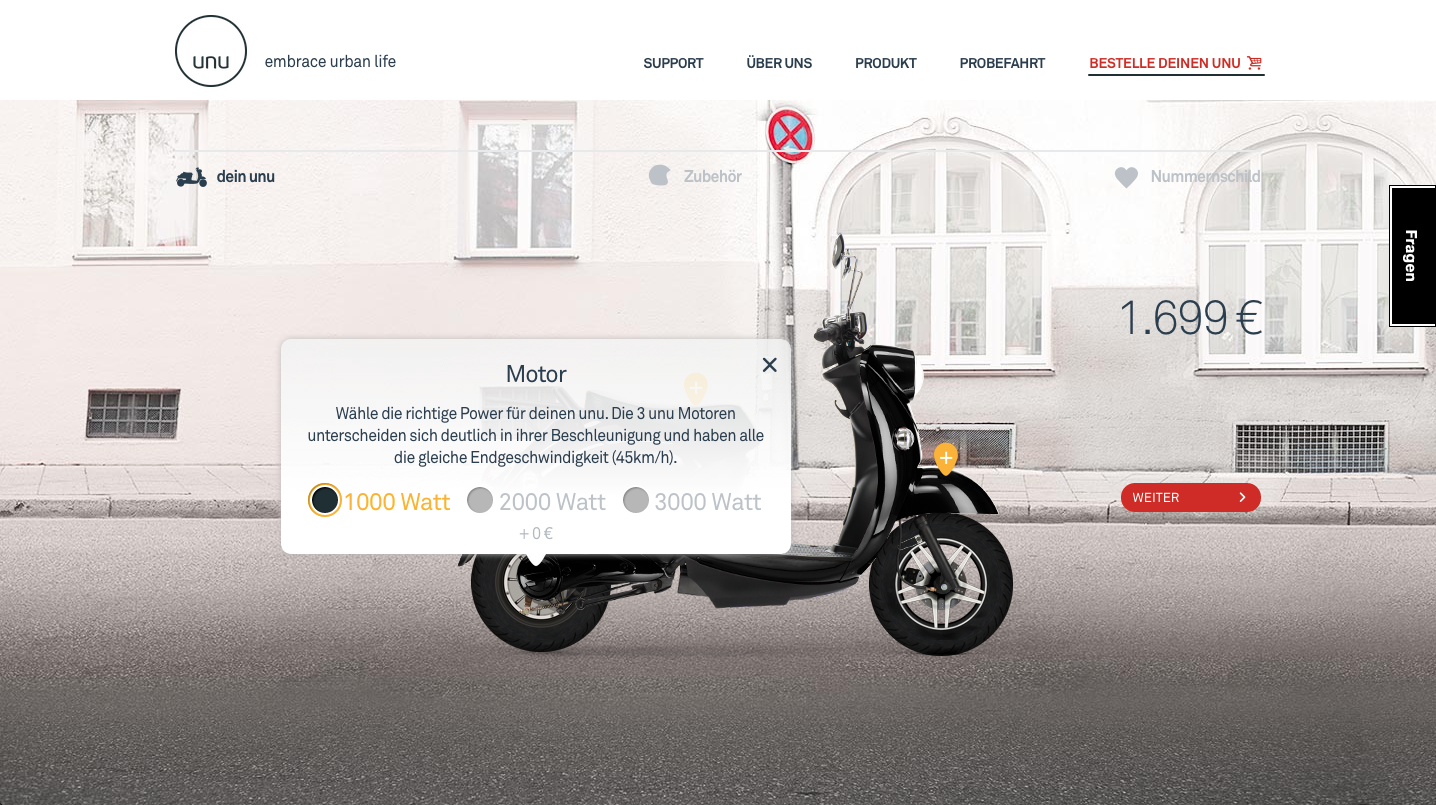 unu
embrace urban life
SUPPORT
ÜBER UNS
PRODUKT
PROBEFAHRT
BESTELLE DEINEN UNU
dein unu
Zubehör
Nummernschild
Fragen
1.699 €
Motor
Wähle die richtige Power für deinen unu. Die 3 unu Motoren
unterscheiden sich deutlich in ihrer Beschleunigung und haben alle
die gleiche Endgeschwindigkeit (45km/h).
1000 Watt
2000 Watt
3000 Watt
+ 0 €
WEITER